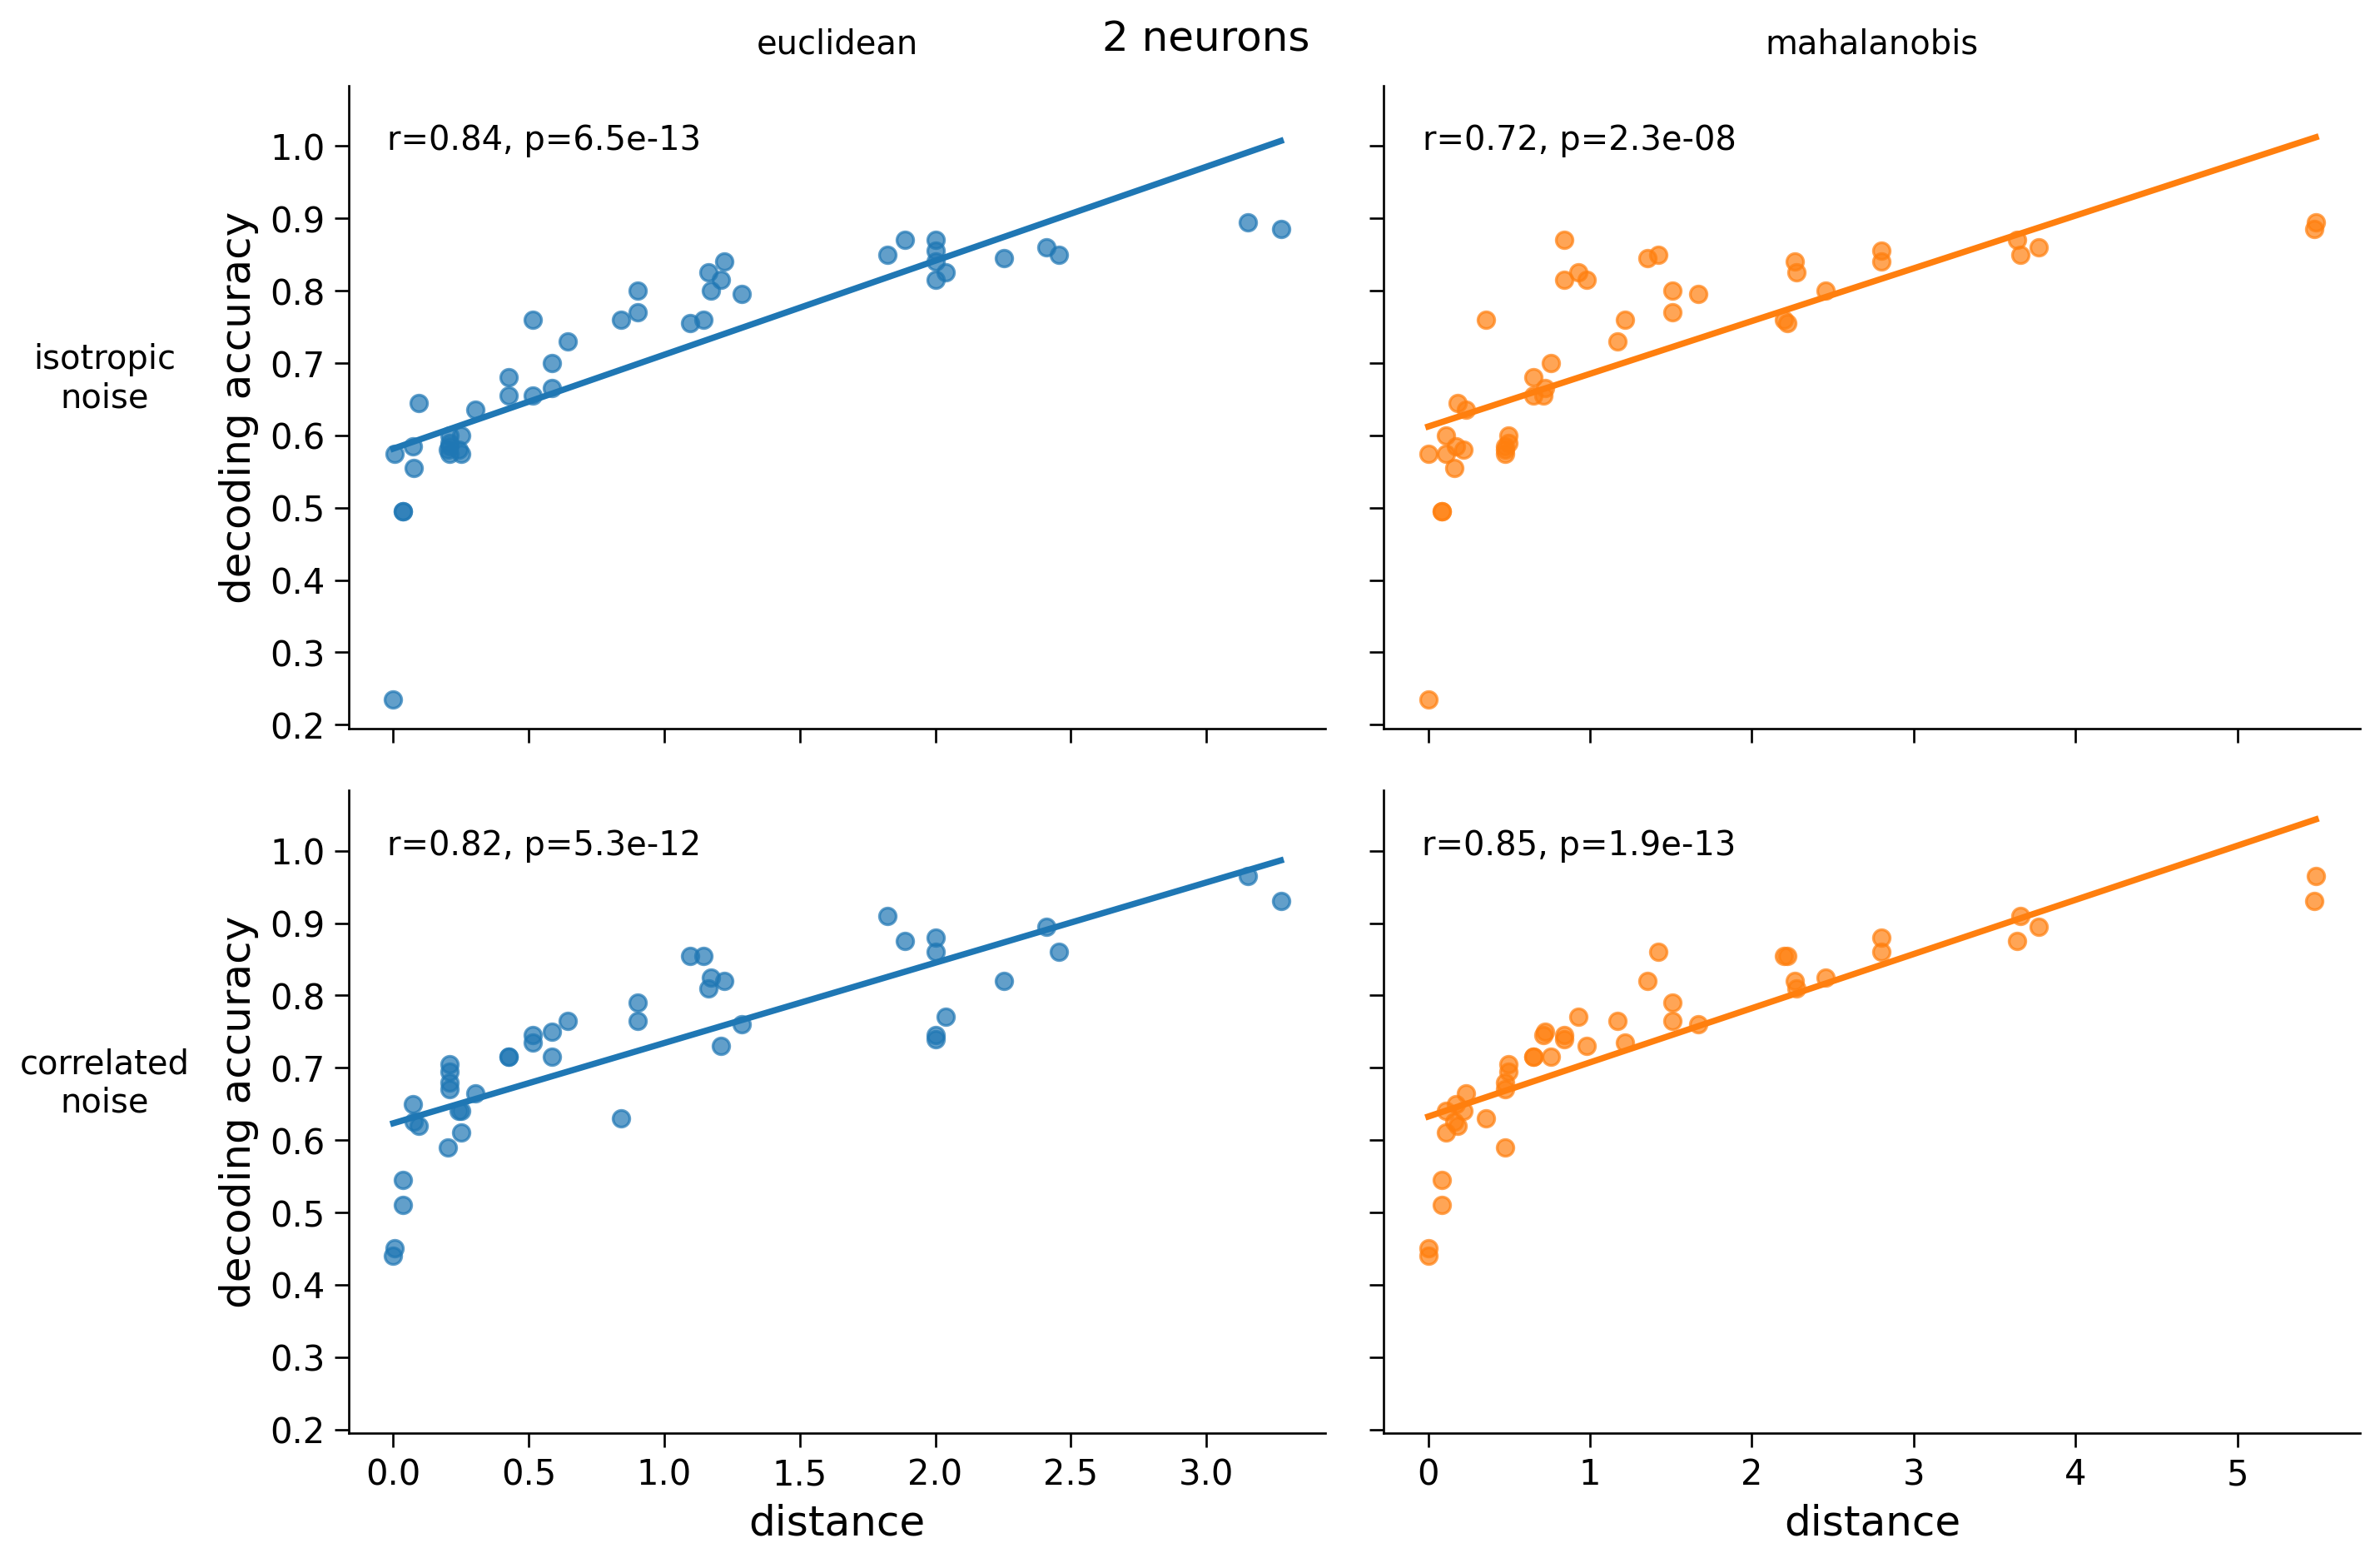 2 neurons
euclidean
mahalanobis
isotropic
noise
decoding accuracy
1.0
0.9
0.8
0.7
0.6
0.5
0.4
0.3
0.2
r=0.84, p=6.5e-13
r=0.72, p=2.3e-08
correlated
noise
decoding accuracy
1.0
0.9
0.8
0.7
0.6
0.5
0.4
0.3
0.2
r=0.82, p=5.3e-12
r=0.85, p=1.9e-13
0.0 0.5 1.0 1.5 2.0 2.5 3.0
distance
0 1 2 3 4 5
distance